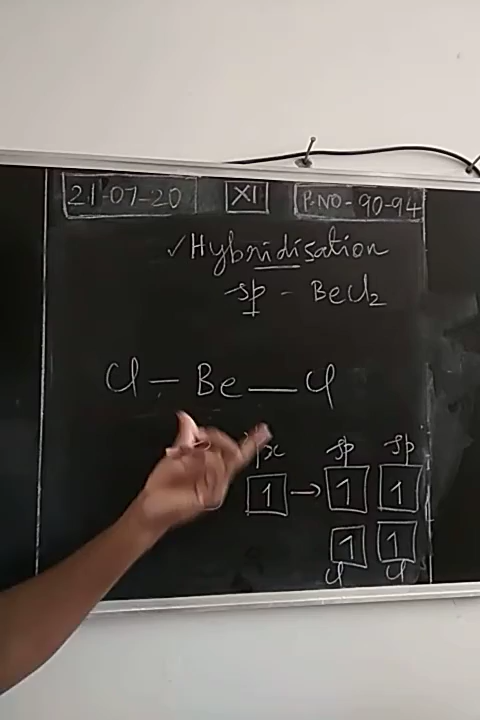 21-07-20 XI P.NO-90-94
✓Hybridisation
sp - BeCl2
Cl — Be — Cl
px sp sp
1 → 1 1
1 1
Cl Cl